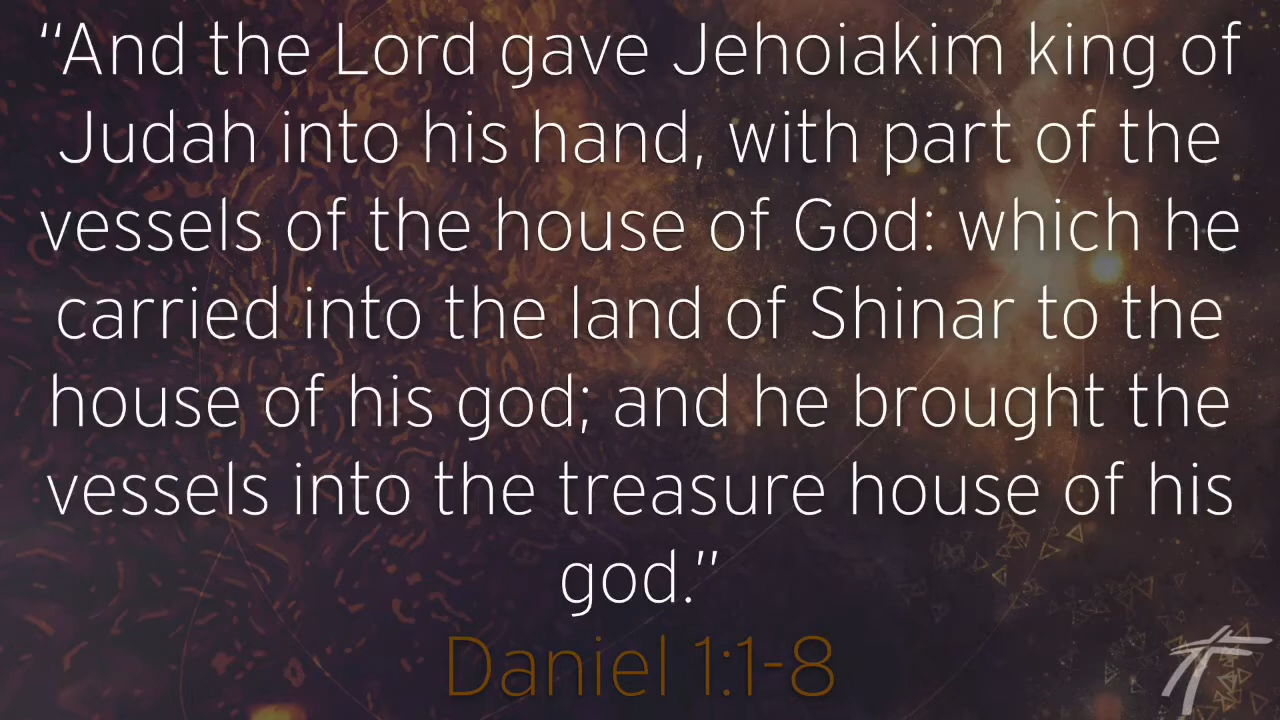 “And the Lord gave Jehoiakim king of
Judah into his hand, with part of the
vessels of the house of God: which he
carried into the land of Shinar to the
house of his god; and he brought the
vessels into the treasure house of his
god.”
Daniel 1:1-8